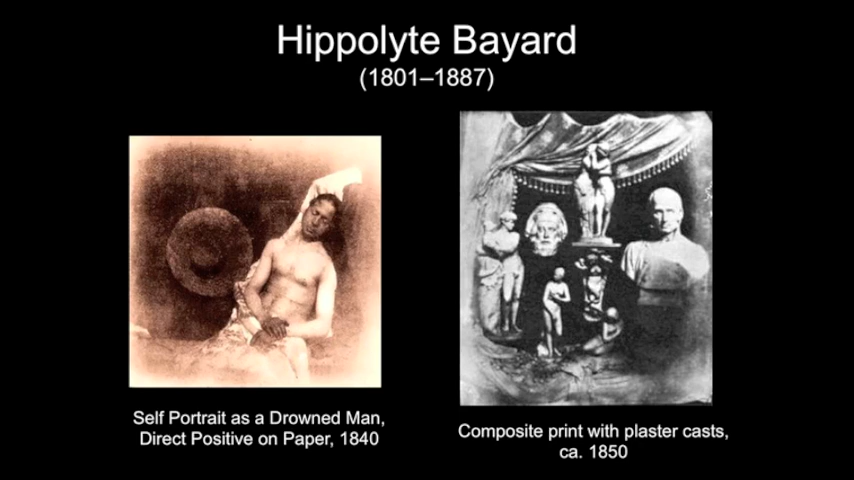 Hippolyte Bayard
(1801–1887)
Self Portrait as a Drowned Man,
Direct Positive on Paper, 1840
Composite print with plaster casts,
ca. 1850